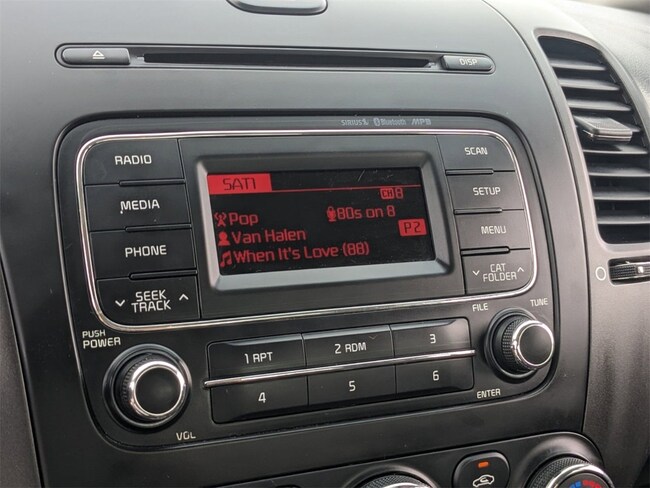 DISP
SIRIUS Bluetooth MP3
RADIO
MEDIA
PHONE
SEEK
TRACK
SAT1
CH 8
Pop 80s on 8
Van Halen P2
When It's Love (88)
SCAN
SETUP
MENU
CAT
FOLDER
PUSH
POWER
VOL
1 RPT 2 RDM 3
4 5 6
FILE
TUNE
ENTER